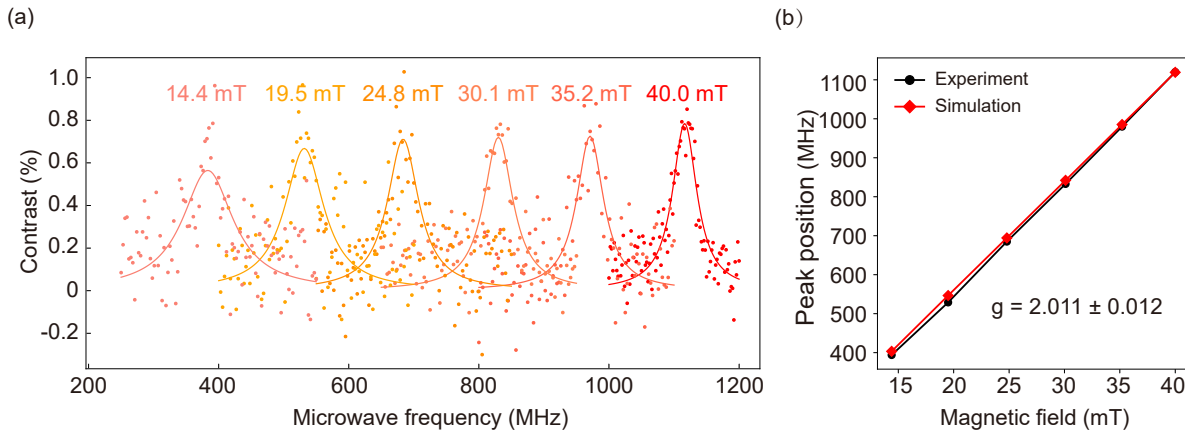 (a)
(b)
1.0
0.8
0.6
0.4
0.2
0
-0.2
Contrast (%)
14.4 mT
19.5 mT
24.8 mT
30.1 mT
35.2 mT
40.0 mT
200
400
600
800
1000
1200
Microwave frequency (MHz)
1100
1000
900
800
700
600
500
400
Peak position (MHz)
Experiment
Simulation
g = 2.011 ± 0.012
15
20
25
30
35
40
Magnetic field (mT)